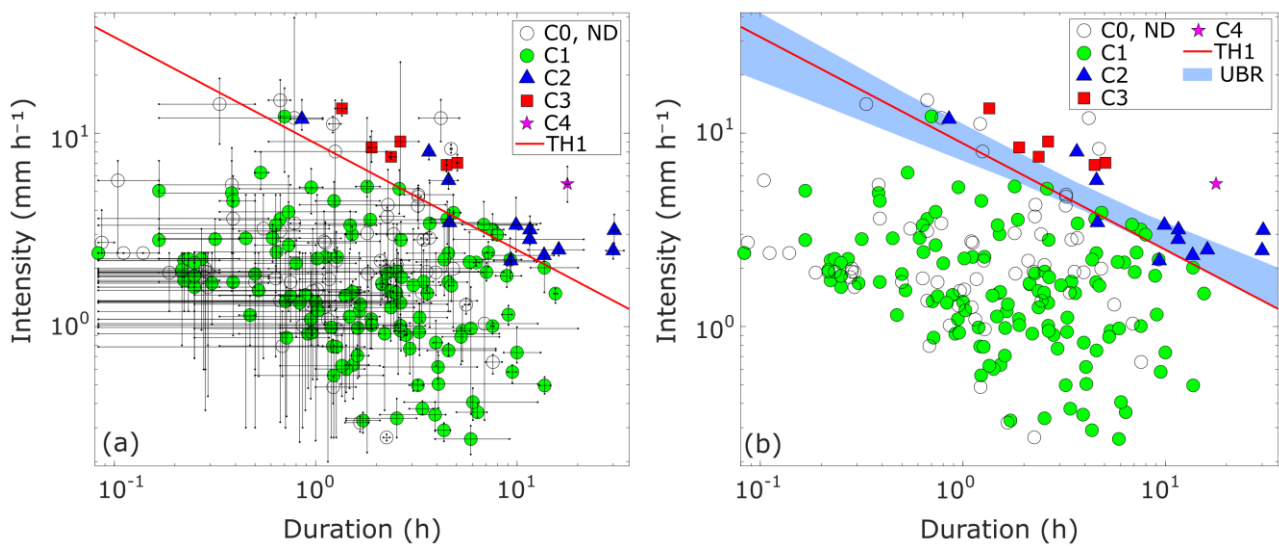 C0, ND
C1
C2
C3
C4
TH1
10¹
10⁰
Intensity (mm h⁻¹)
(a)
10⁻¹ 10⁰ 10¹
Duration (h)
C0, ND C4
C1 TH1
C2 UBR
C3
10¹
10⁰
Intensity (mm h⁻¹)
(b)
10⁻¹ 10⁰ 10¹
Duration (h)